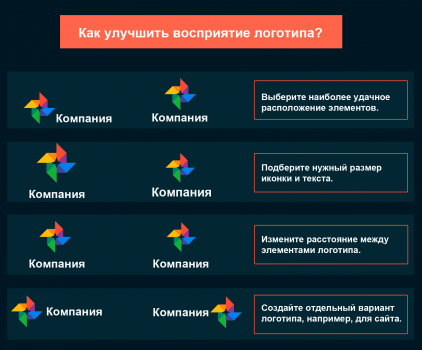 Как улучшить восприятие логотипа?
Компания
Компания
Выберите наиболее удачное
расположение элементов.
Компания
Компания
Подберите нужный размер
иконки и текста.
Компания
Компания
Измените расстояние между
элементами логотипа.
Компания
Компания
Создайте отдельный вариант
логотипа, например, для сайта.